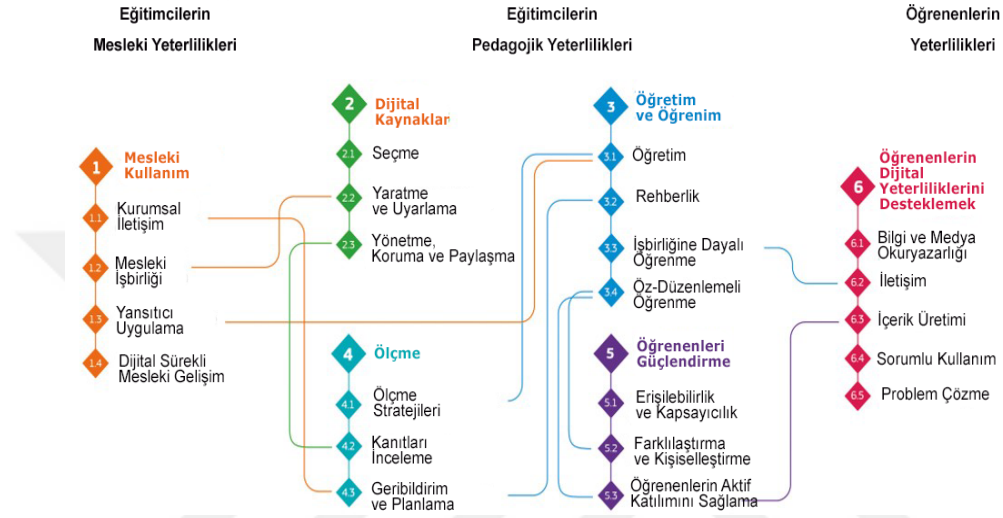 Eğitimcilerin
Mesleki Yeterlilikleri
Eğitimcilerin
Pedagojik Yeterlilikleri
Öğrenenlerin
Yeterlilikleri
1
Mesleki
Kullanım
1.1
Kurumsal
İletişim
1.2
Mesleki
İşbirliği
1.3
Yansıtıcı
Uygulama
1.4
Dijital Sürekli
Mesleki Gelişim
2
Dijital
Kaynaklar
2.1
Seçme
2.2
Yaratme
ve Uyarlama
2.3
Yönetme,
Koruma ve Paylaşma
4
Ölçme
4.1
Ölçme
Stratejileri
4.2
Kanıtları
İnceleme
4.3
Geribildirim
ve Planlama
3
Öğretim
ve Öğrenim
3.1
Öğretim
3.2
Rehberlik
3.3
İşbirliğine Dayalı
Öğrenme
3.4
Öz-Düzenlemeli
Öğrenme
5
Öğrenenleri
Güçlendirme
5.1
Erişilebilirlik
ve Kapsayıcılık
5.2
Farklılaştırma
ve Kişiselleştirme
5.3
Öğrenenlerin Aktif
Katılımını Sağlama
6
Öğrenenlerin
Dijital
Yeterliliklerini
Desteklemek
6.1
Bilgi ve Medya
Okuryazarlığı
6.2
İletişim
6.3
İçerik Üretimi
6.4
Sorumlu Kullanım
6.5
Problem Çözme